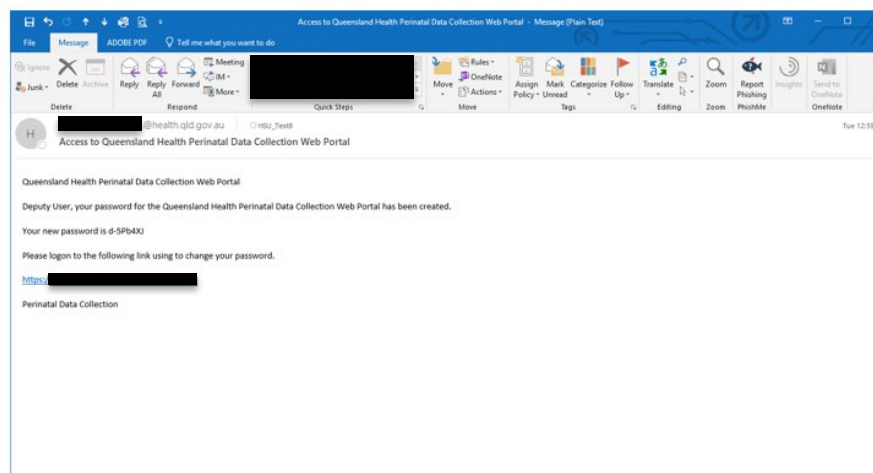 Access to Queensland Health Perinatal Data Collection Web Portal - Message (Plain Text)
File Message ADOBE PDF Tell me what you want to do
Ignore
Junk
Delete
Archive
Reply
Reply All
Forward
Meeting
IM
More
Move
Rules
OneNote
Actions
Assign Policy
Mark Unread
Categorize
Follow Up
Translate
Zoom
Report Phishing
Insights
Send to OneNote
Delete Respond Quick Steps Move Tags Editing Zoom PhishMe OneNote
H
@health.qld.gov.au HSU_Test8
Tue 12:59
Access to Queensland Health Perinatal Data Collection Web Portal
Queensland Health Perinatal Data Collection Web Portal
Deputy User, your password for the Queensland Health Perinatal Data Collection Web Portal has been created.
Your new password is d-5Pb4XJ
Please logon to the following link using to change your password.
https:/
Perinatal Data Collection